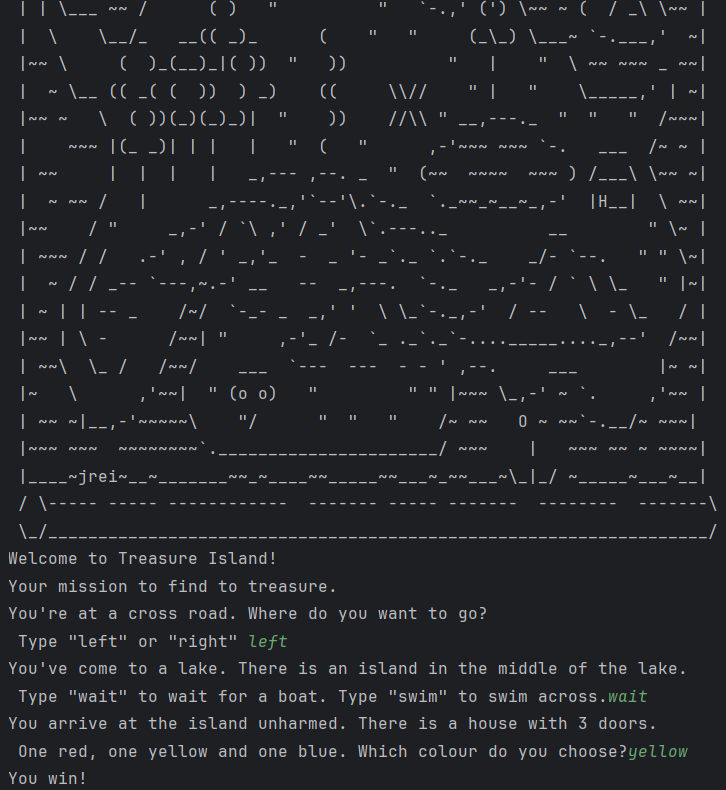 H
jrei
Welcome to Treasure Island!
Your mission to find to treasure.
You're at a cross road. Where do you want to go?
Type "left" or "right" left
You've come to a lake. There is an island in the middle of the lake.
Type "wait" to wait for a boat. Type "swim" to swim across.wait
You arrive at the island unharmed. There is a house with 3 doors.
One red, one yellow and one blue. Which colour do you choose?yellow
You win!